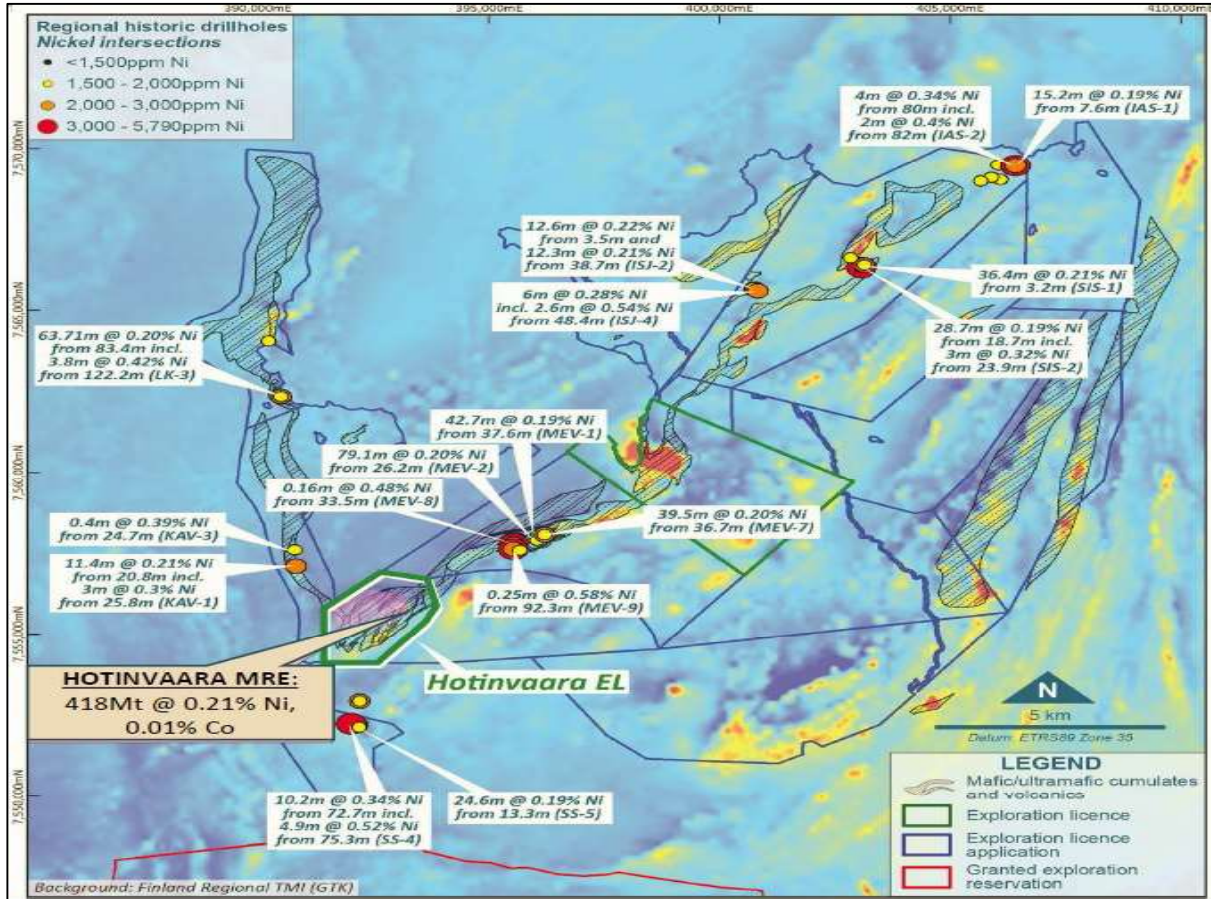 390,000mE
395,000mE
400,000mE
405,000mE
410,000mE
Regional historic drillholes
Nickel intersections
<1,500ppm Ni
1,500 - 2,000ppm Ni
2,000 - 3,000ppm Ni
3,000 - 5,790ppm Ni
7,570,000mN
7,565,000mN
7,560,000mN
7,555,000mN
7,550,000mN
4m @ 0.34% Ni
from 80m incl.
2m @ 0.4% Ni
from 82m (IAS-2)
15.2m @ 0.19% Ni
from 7.6m (IAS-1)
12.6m @ 0.22% Ni
from 3.5m and
12.3m @ 0.21% Ni
from 38.7m (ISJ-2)
6m @ 0.28% Ni
incl. 2.6m @ 0.54% Ni
from 48.4m (ISJ-4)
36.4m @ 0.21% Ni
from 3.2m (SIS-1)
28.7m @ 0.19% Ni
from 18.7m incl.
3m @ 0.32% Ni
from 23.9m (SIS-2)
63.71m @ 0.20% Ni
from 83.4m incl.
3.8m @ 0.42% Ni
from 122.2m (LK-3)
42.7m @ 0.19% Ni
from 37.6m (MEV-1)
79.1m @ 0.20% Ni
from 26.2m (MEV-2)
0.16m @ 0.48% Ni
from 33.5m (MEV-8)
39.5m @ 0.20% Ni
from 36.7m (MEV-7)
0.4m @ 0.39% Ni
from 24.7m (KAV-3)
11.4m @ 0.21% Ni
from 20.8m incl.
3m @ 0.3% Ni
from 25.8m (KAV-1)
0.25m @ 0.58% Ni
from 92.3m (MEV-9)
HOTINVAARA MRE:
418Mt @ 0.21% Ni,
0.01% Co
Hotinvaara EL
10.2m @ 0.34% Ni
from 72.7m incl.
4.9m @ 0.52% Ni
from 75.3m (SS-4)
24.6m @ 0.19% Ni
from 13.3m (SS-5)
N
5 km
Datum: ETRS89 Zone 35
LEGEND
Mafic/ultramafic cumulates
and volcanics
Exploration licence
Exploration licence
application
Granted exploration
reservation
Background: Finland Regional TMI (GTK)